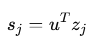 $s_j = u^T z_j$